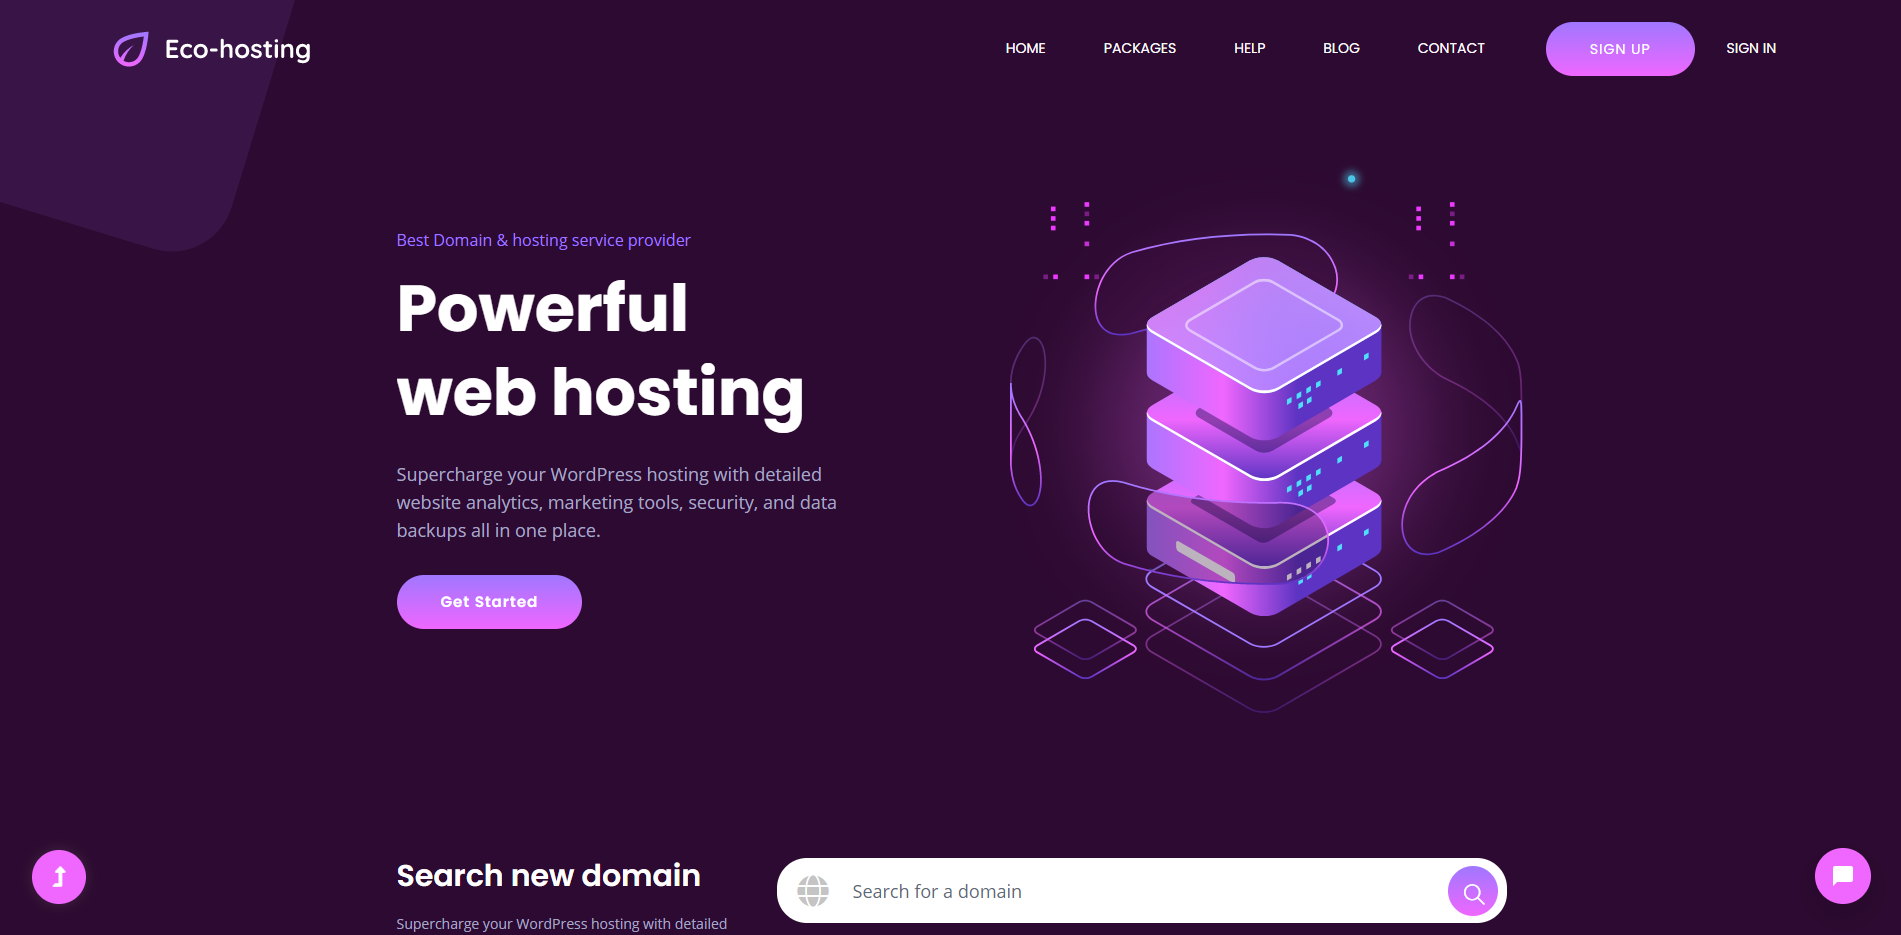 Eco-hosting
HOME
PACKAGES
HELP
BLOG
CONTACT
SIGN UP
SIGN IN
Best Domain & hosting service provider
Powerful
web hosting
Supercharge your WordPress hosting with detailed
website analytics, marketing tools, security, and data
backups all in one place.
Get Started
Search new domain
Search for a domain
Supercharge your WordPress hosting with detailed